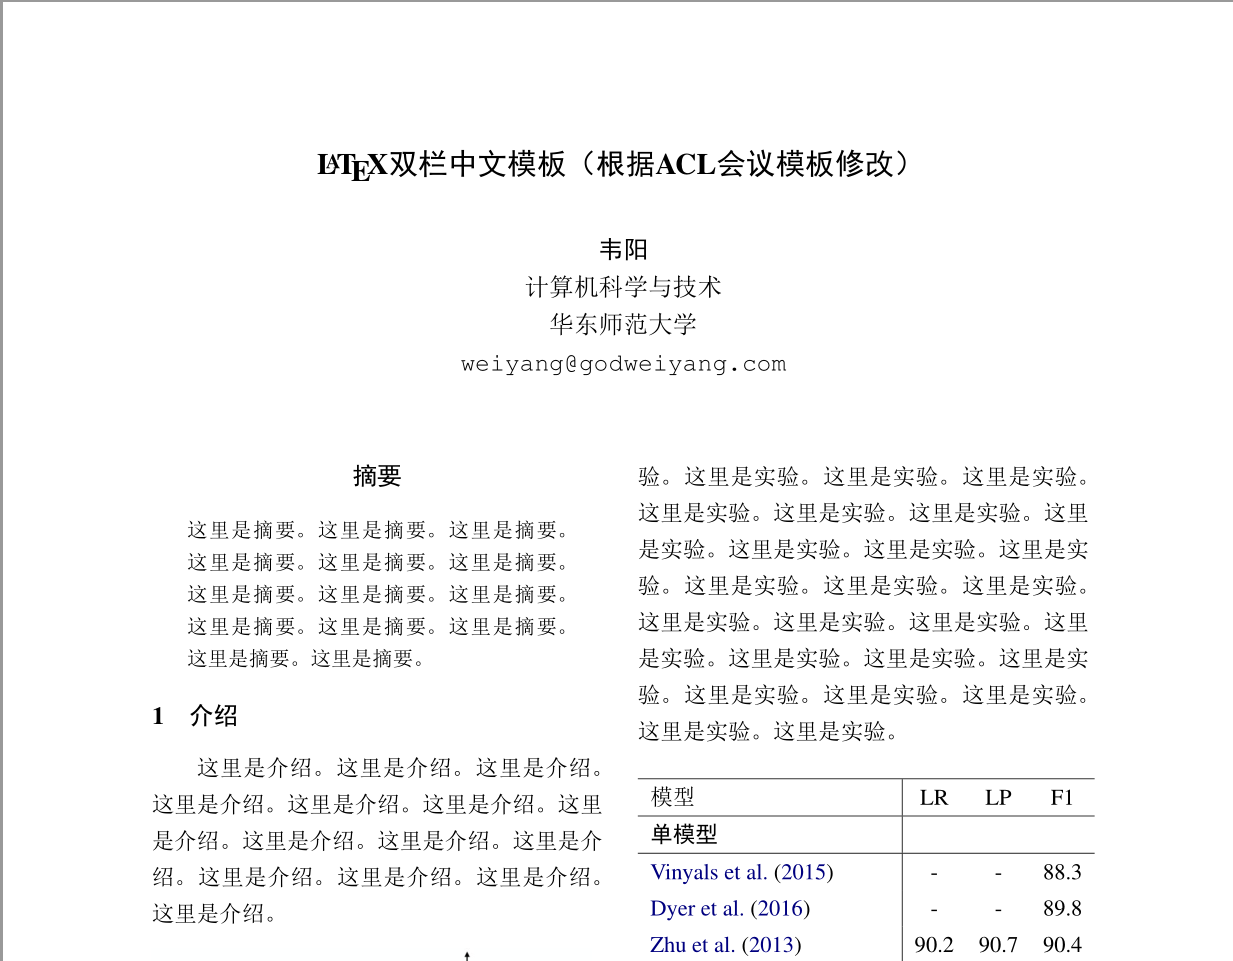 LATEX双栏中文模板（根据ACL会议模板修改）
韦阳
计算机科学与技术
华东师范大学
weiyang@godweiyang.com
摘要
这里是摘要。这里是摘要。这里是摘要。
这里是摘要。这里是摘要。这里是摘要。
这里是摘要。这里是摘要。这里是摘要。
这里是摘要。这里是摘要。这里是摘要。
这里是摘要。这里是摘要。
1 介绍
这里是介绍。这里是介绍。这里是介绍。
这里是介绍。这里是介绍。这里是介绍。这里
是介绍。这里是介绍。这里是介绍。这里是介
绍。这里是介绍。这里是介绍。这里是介绍。
这里是介绍。
验。这里是实验。这里是实验。这里是实验。
这里是实验。这里是实验。这里是实验。这里
是实验。这里是实验。这里是实验。这里是实
验。这里是实验。这里是实验。这里是实验。
这里是实验。这里是实验。这里是实验。这里
是实验。这里是实验。这里是实验。这里是实
验。这里是实验。这里是实验。这里是实验。
这里是实验。这里是实验。
模型 LR LP F1
单模型
Vinyals et al. (2015) - - 88.3
Dyer et al. (2016) - - 89.8
Zhu et al. (2013) 90.2 90.7 90.4